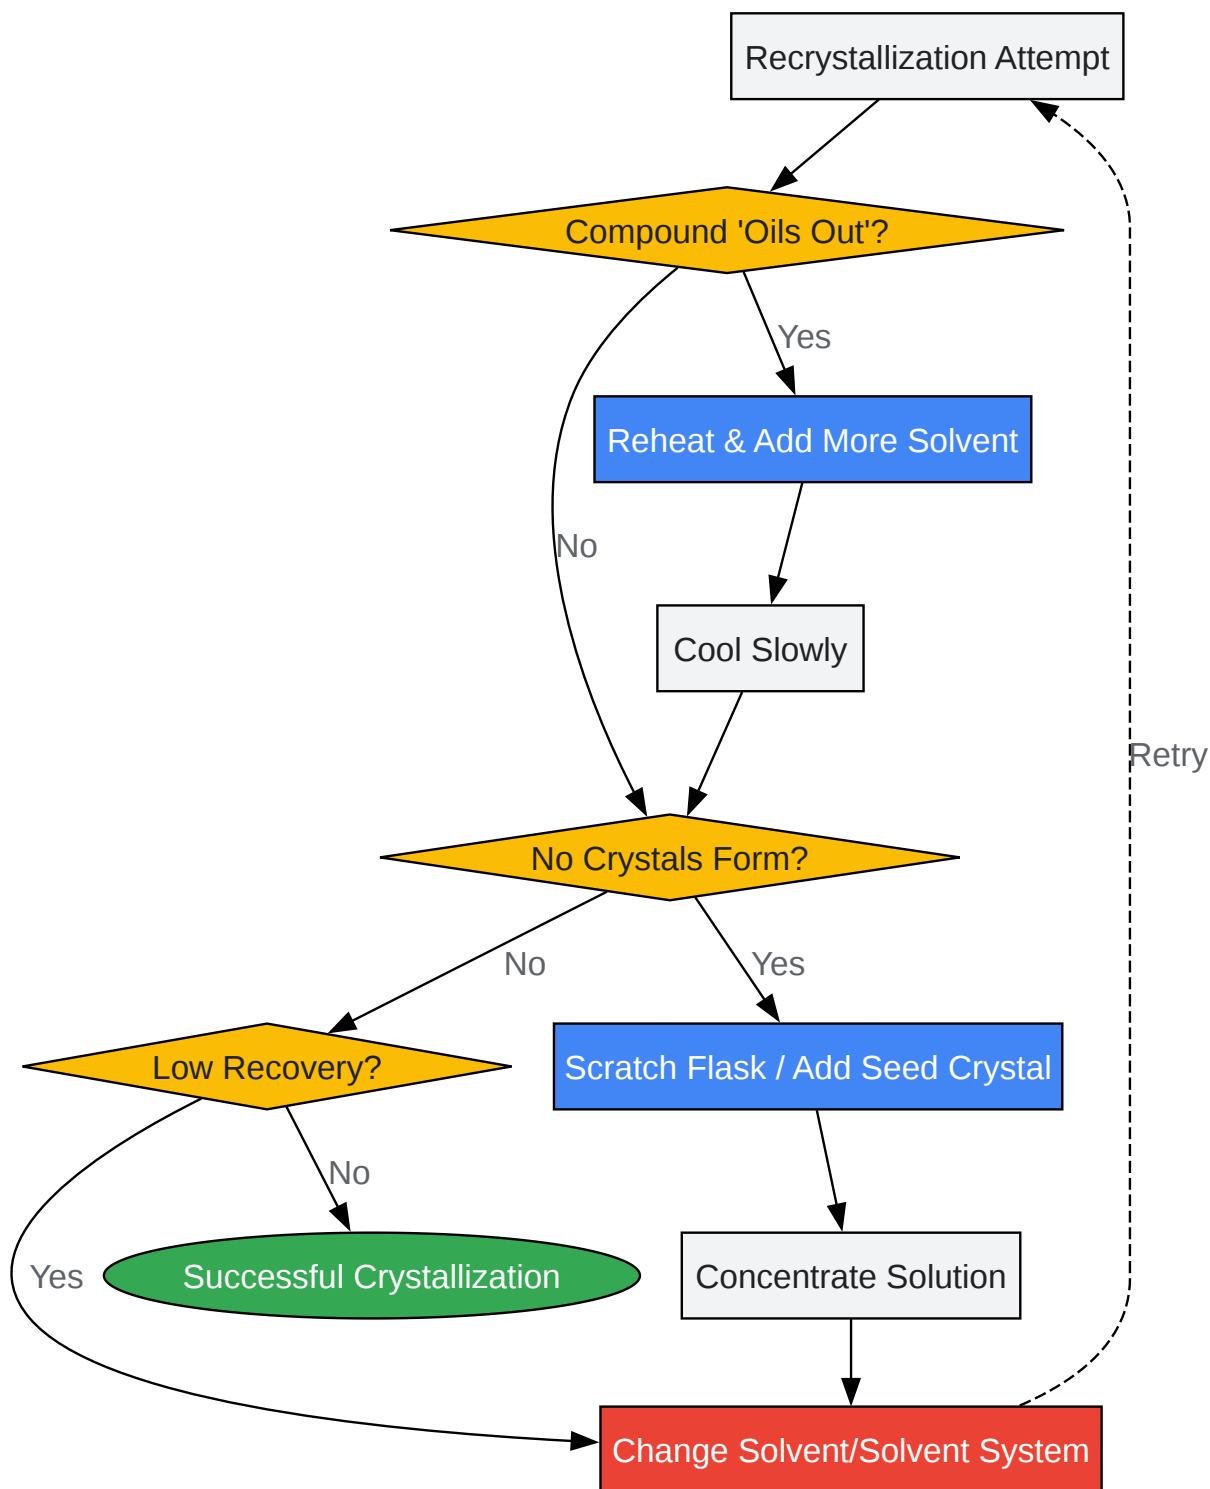 Recrystallization Attempt
Compound 'Oils Out'?
Yes
Reheat & Add More Solvent
No
Cool Slowly
Retry
No Crystals Form?
No
Yes
Low Recovery?
Scratch Flask / Add Seed Crystal
No
Yes
Successful Crystallization
Concentrate Solution
Change Solvent/Solvent System